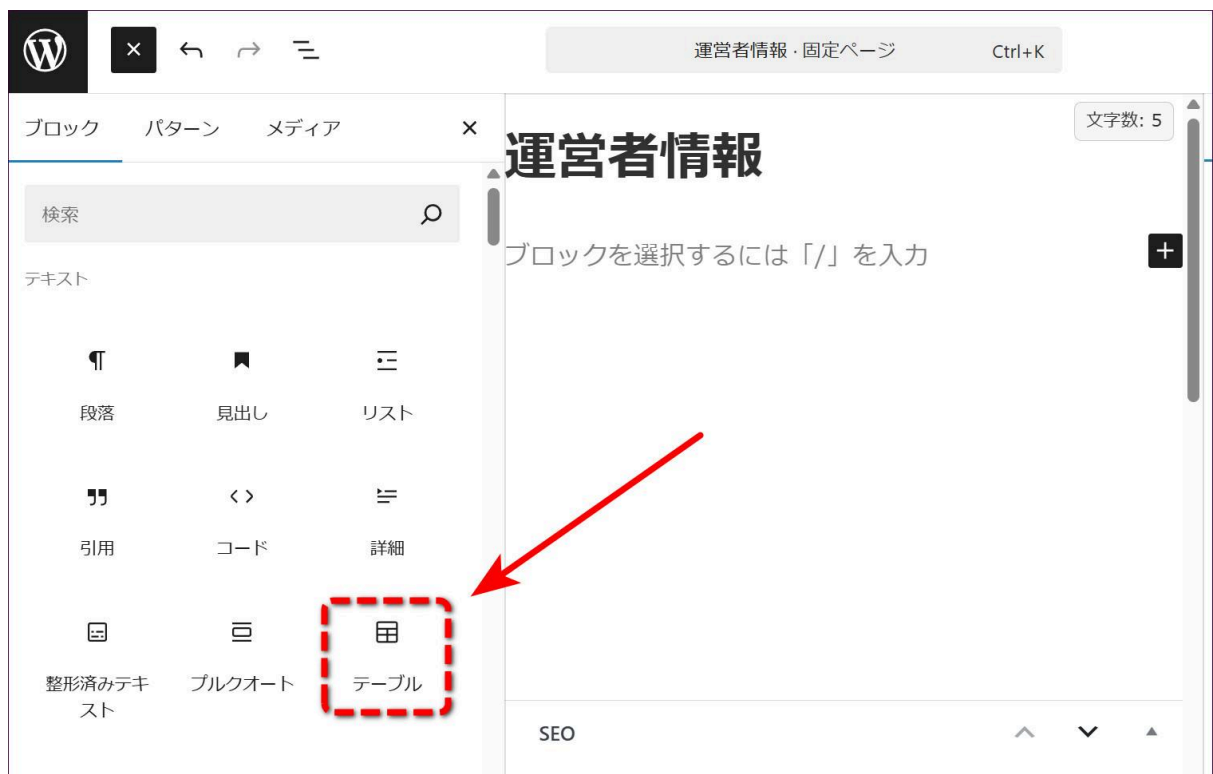 運営者情報 · 固定ページ Ctrl+K
ブロック パターン メディア
文字数: 5
運営者情報
検索
ブロックを選択するには「/」を入力
テキスト
段落 見出し リスト
引用 コード 詳細
整形済みテキ
スト
プルクオート テーブル
SEO